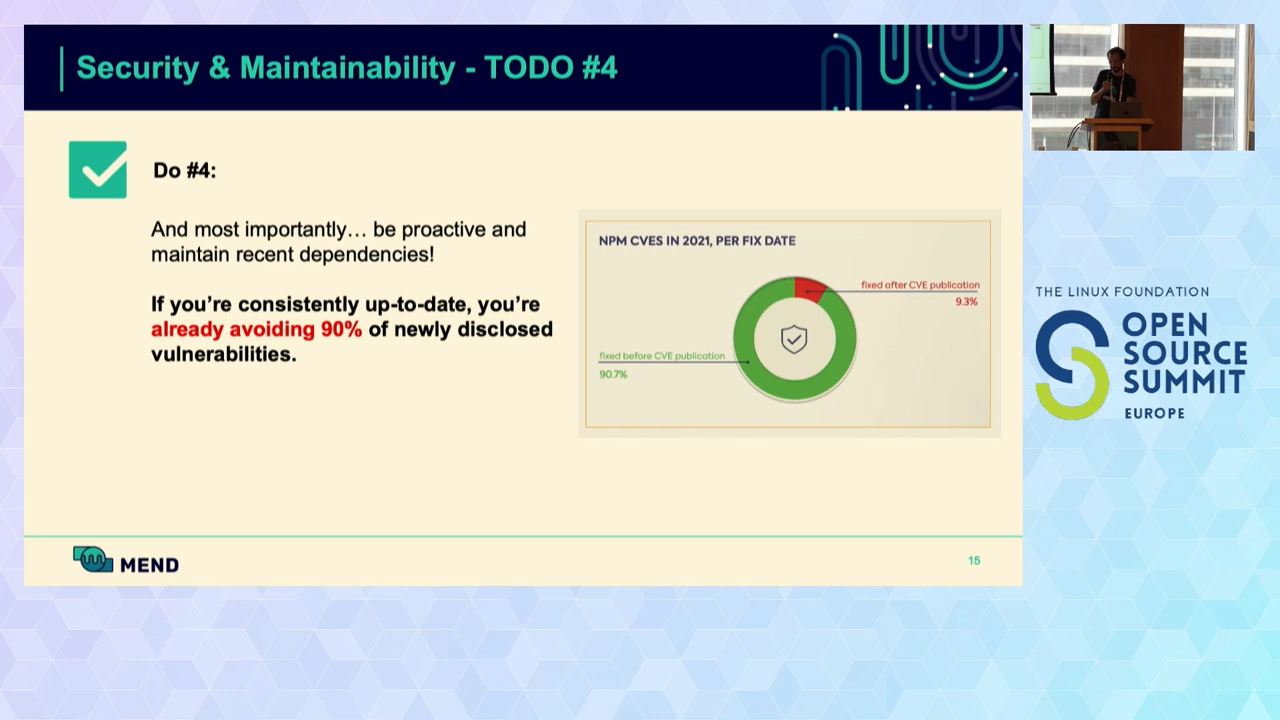 Security & Maintainability - TODO #4
Do #4:
And most importantly… be proactive and
maintain recent dependencies!
If you’re consistently up-to-date, you’re
already avoiding 90% of newly disclosed
vulnerabilities.
NPM CVES IN 2021, PER FIX DATE
fixed after CVE publication
9.3%
fixed before CVE publication
90.7%
MEND
15
THE LINUX FOUNDATION
OPEN
SOURCE
SUMMIT
EUROPE